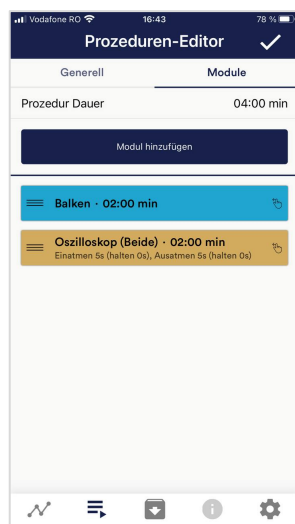 Vodafone RO 16:43 78 %
Prozeduren-Editor
Generell Module
Prozedur Dauer 04:00 min
Modul hinzufügen
Balken · 02:00 min
Oszilloskop (Beide) · 02:00 min
Einatmen 5s (halten 0s), Ausatmen 5s (halten 0s)